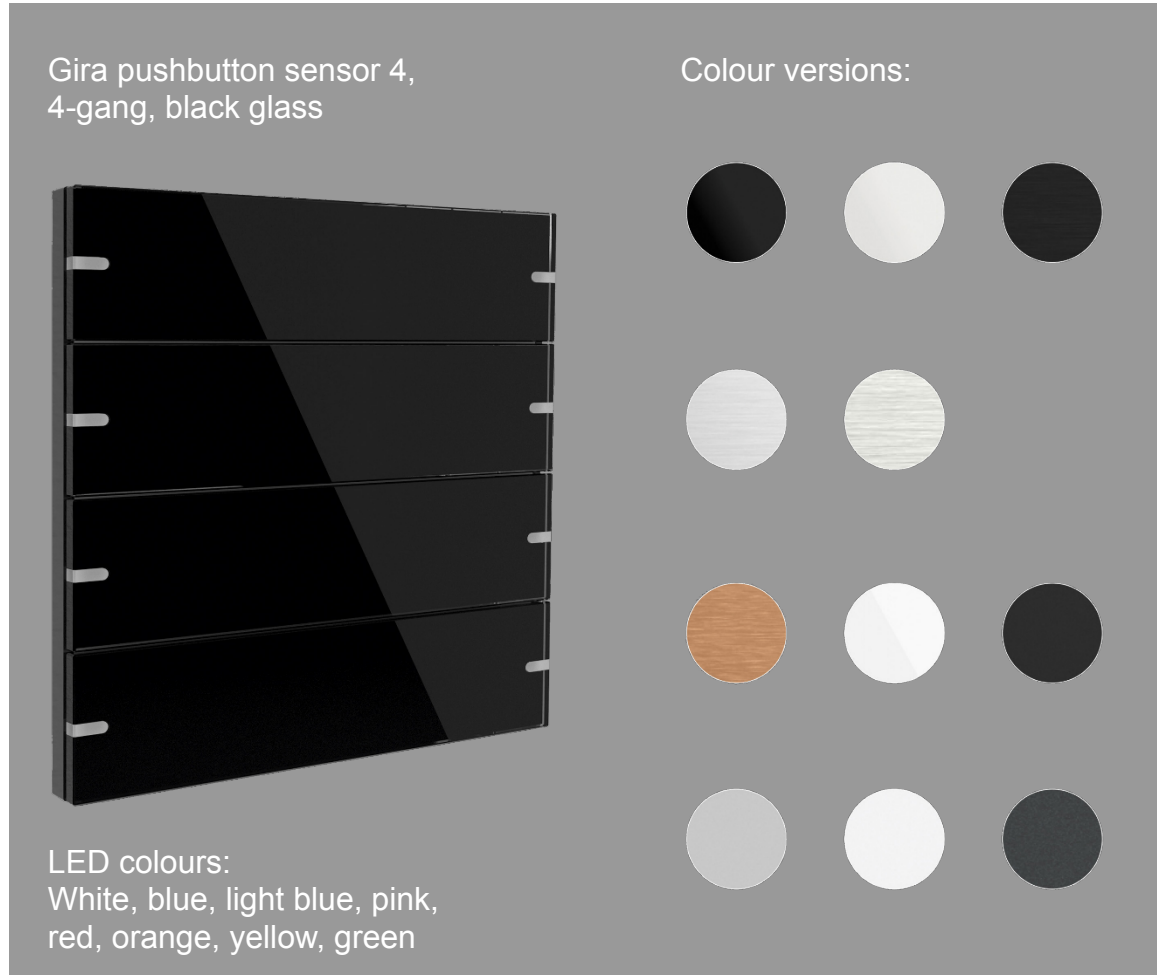 Gira pushbutton sensor 4,
4-gang, black glass
Colour versions:
LED colours:
White, blue, light blue, pink,
red, orange, yellow, green